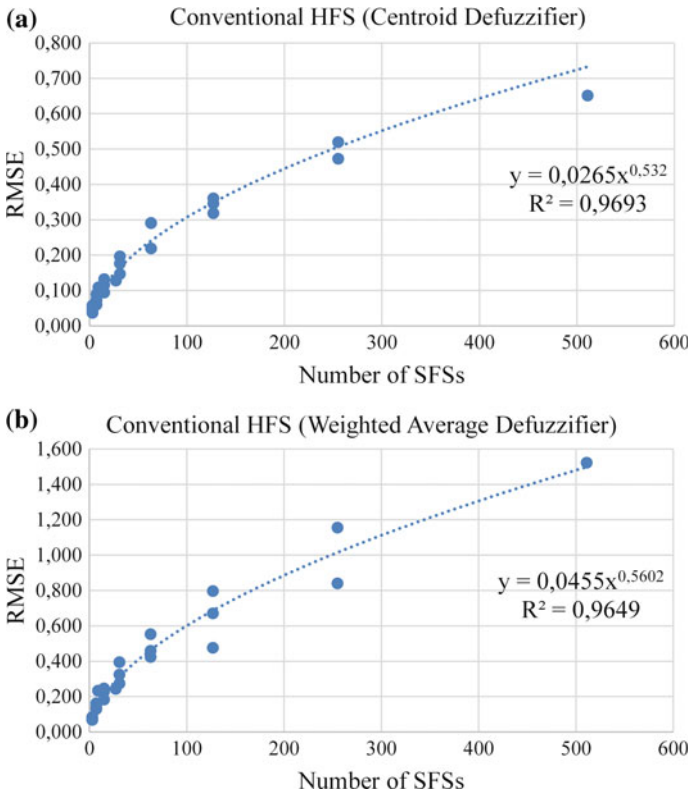 (a)
Conventional HFS (Centroid Defuzzifier)
0,800
0,700
0,600
0,500
0,400
0,300
0,200
0,100
0,000
RMSE
y = 0,0265x^0,532
R² = 0,9693
0 100 200 300 400 500 600
Number of SFSs
(b)
Conventional HFS (Weighted Average Defuzzifier)
1,600
1,400
1,200
1,000
0,800
0,600
0,400
0,200
0,000
RMSE
y = 0,0455x^0,5602
R² = 0,9649
0 100 200 300 400 500 600
Number of SFSs